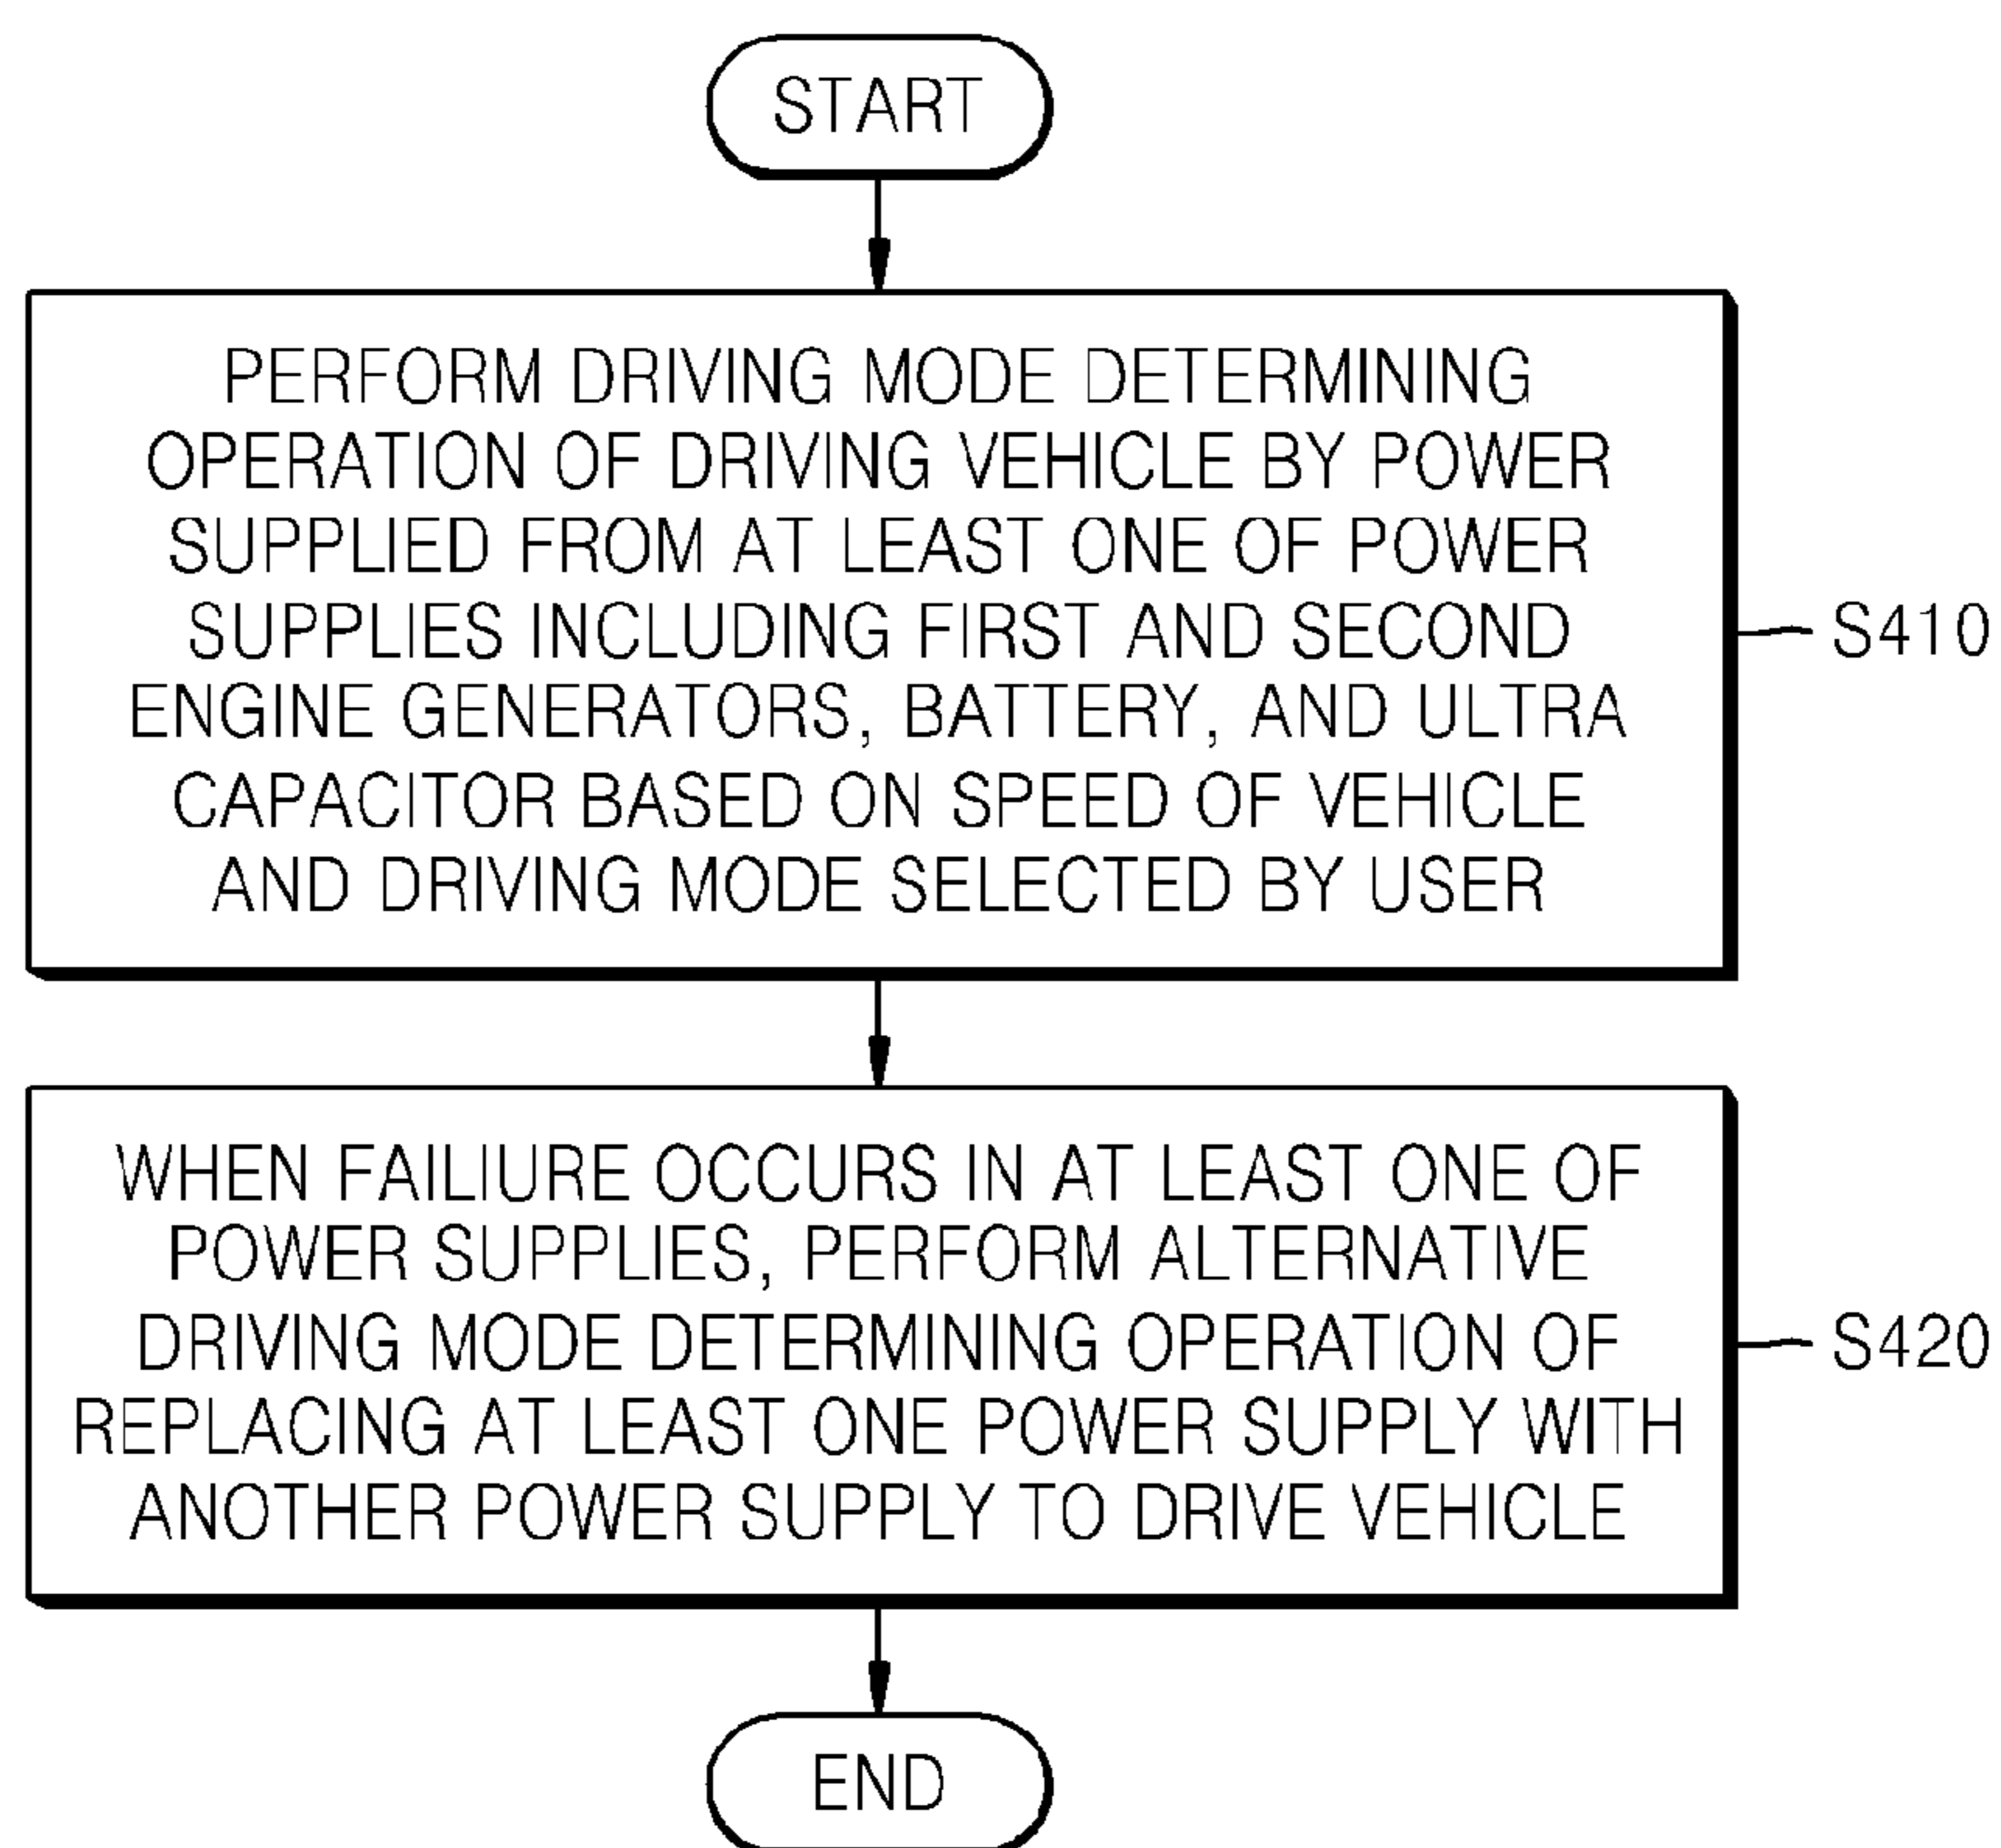 START
PERFORM DRIVING MODE DETERMINING
OPERATION OF DRIVING VEHICLE BY POWER
SUPPLIED FROM AT LEAST ONE OF POWER
SUPPLIES INCLUDING FIRST AND SECOND
ENGINE GENERATORS, BATTERY, AND ULTRA
CAPACITOR BASED ON SPEED OF VEHICLE
AND DRIVING MODE SELECTED BY USER
S410
WHEN FAILIURE OCCURS IN AT LEAST ONE OF
POWER SUPPLIES, PERFORM ALTERNATIVE
DRIVING MODE DETERMINING OPERATION OF
REPLACING AT LEAST ONE POWER SUPPLY WITH
ANOTHER POWER SUPPLY TO DRIVE VEHICLE
S420
END